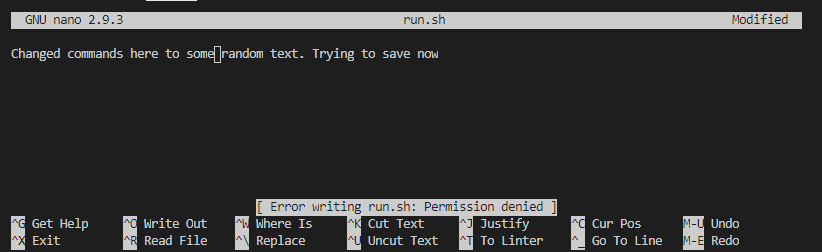 GNU nano 2.9.3 run.sh Modified
Changed commands here to some random text. Trying to save now
[ Error writing run.sh: Permission denied ]
^G Get Help ^O Write Out ^W Where Is ^K Cut Text ^J Justify ^C Cur Pos M-U Undo
^X Exit ^R Read File ^\ Replace ^U Uncut Text ^T To Linter ^_ Go To Line M-E Redo